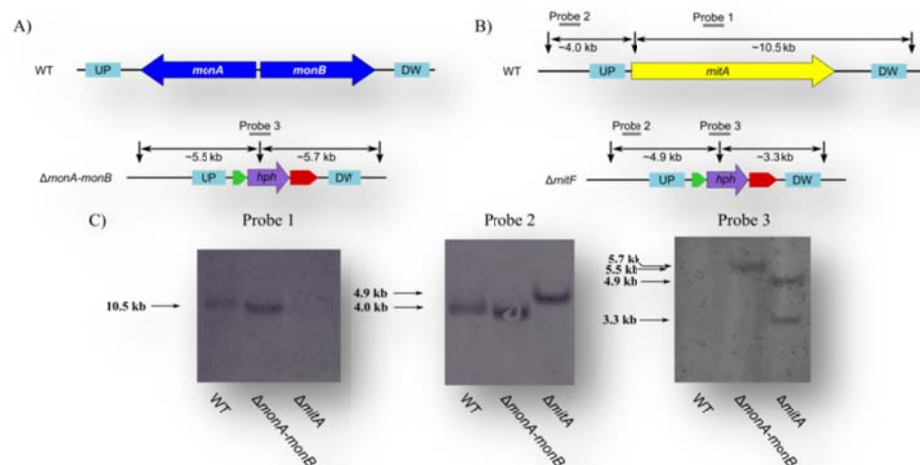 A)
WT
UP
monA
monB
DW
Probe 3
~5.5 kb
~5.7 kb
ΔmonA-monB
UP
hph
DW
B)
Probe 2
Probe 1
~4.0 kb
~10.5 kb
WT
UP
mitA
DW
Probe 2
Probe 3
~4.9 kb
~3.3 kb
ΔmitF
UP
hph
DW
C)
Probe 1
10.5 kb
WT
ΔmonA-monB
ΔmitA
Probe 2
4.9 kb
4.0 kb
WT
ΔmonA-monB
ΔmitA
Probe 3
5.7 kb
5.5 kb
4.9 kb
3.3 kb
WT
ΔmonA-monB
ΔmitA